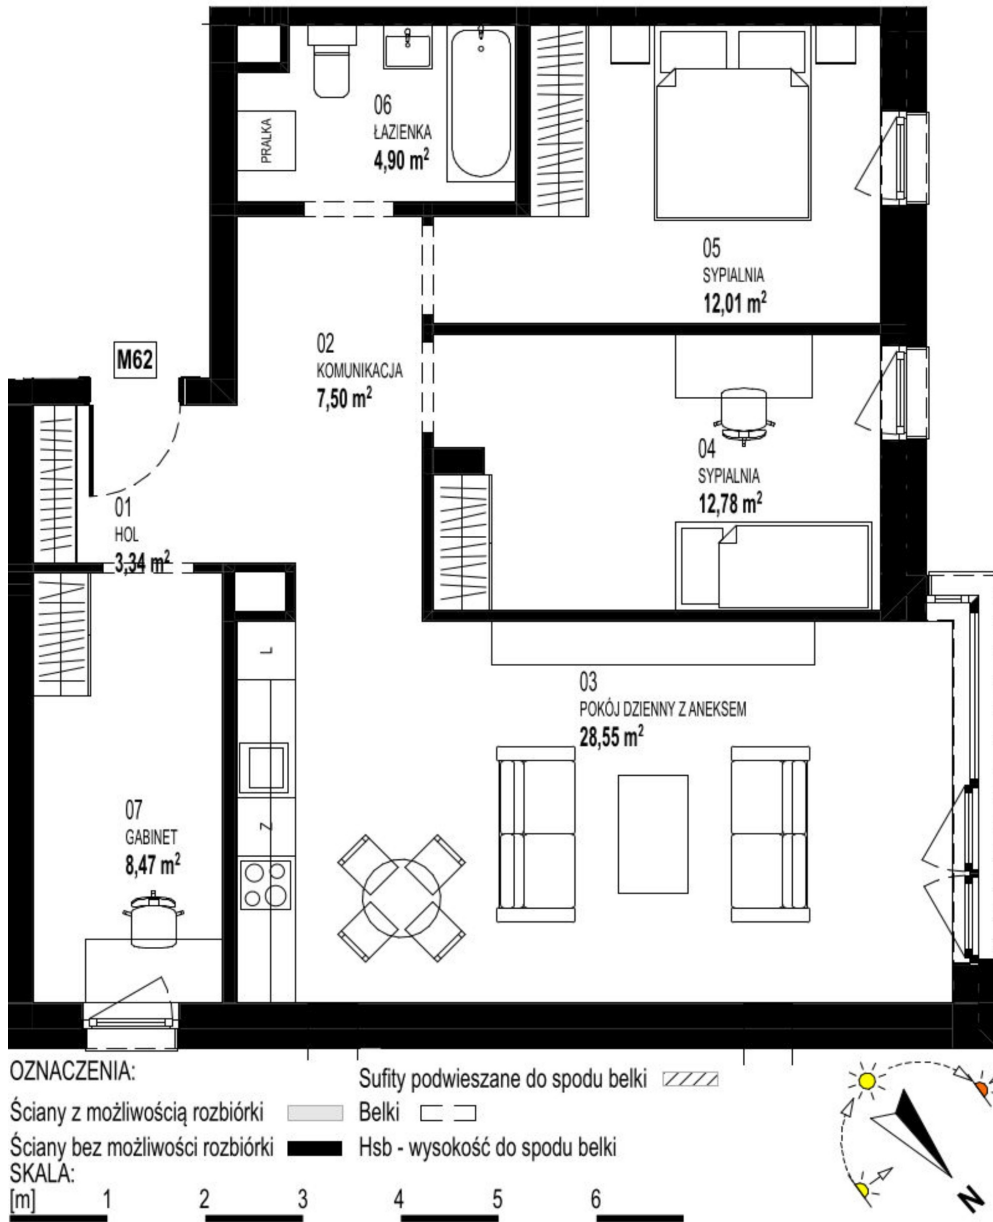 06
ŁAZIENKA
4,90 m²
PRALKA
05
SYPIALNIA
12,01 m²
02
KOMUNIKACJA
7,50 m²
M62
04
SYPIALNIA
12,78 m²
01
HOL
3,34 m²
L
03
POKÓJ DZIENNY Z ANEKSEM
28,55 m²
07
GABINET
8,47 m²
Z
OZNACZENIA:
Sufity podwieszane do spodu belki
Ściany z możliwością rozbiórki
Belki
Ściany bez możliwości rozbiórki
Hsb - wysokość do spodu belki
SKALA:
[m] 1 2 3 4 5 6
N